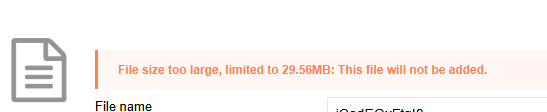 File size too large, limited to 29.56MB: This file will not be added.
File name